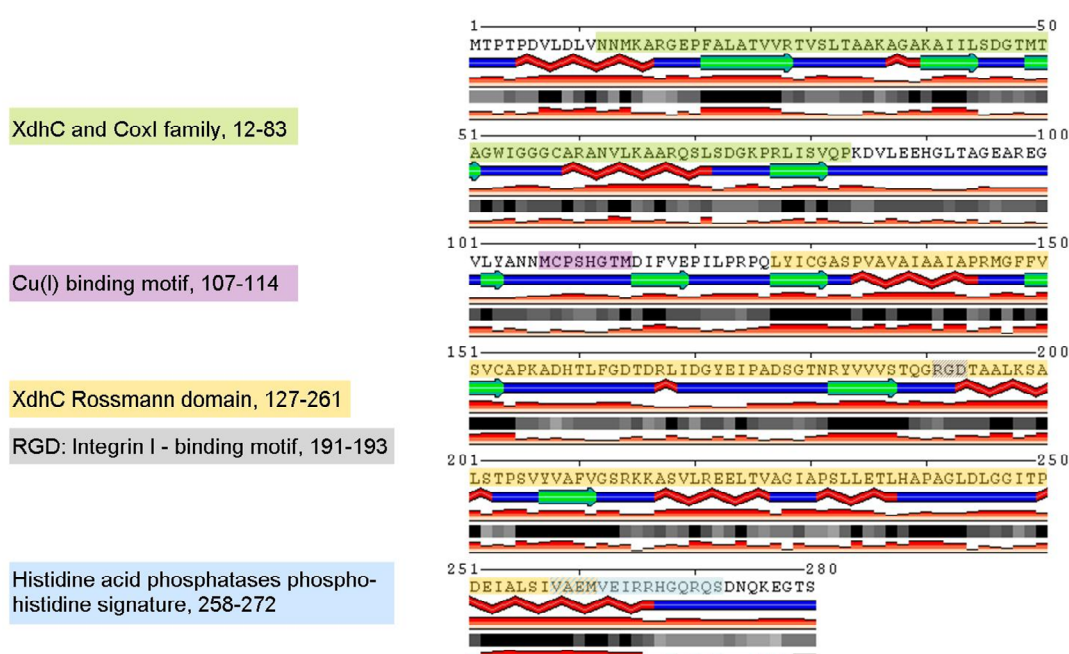 1 50
MTPTPDVLDLVNNMKARGEPFALATVVRTVSLTAAKAGAKAIILSDGTMT
XdhC and CoxI family, 12-83
51 100
AGWIGGGCARANVLKAARQSLSDGKPRLISVQPKDVLEEHGLTAGEAREG
101 150
VLYANNMCPSHGTMDIFVEPILPRPQLYICGASPVAVAIAAIAPRMGFFV
Cu(I) binding motif, 107-114
151 200
SVCAPKADHTLFGDTDRLIDGYEIPADSGTNRYVVVSTQGRGDTAALKSA
XdhC Rossmann domain, 127-261
RGD: Integrin I - binding motif, 191-193
201 250
LSTPSVYVAFVGSRKKASVLREELTVAGIAPSLLETLHAPAGLDLGGITP
251 280
DEIALSIVAEMVEIRRHGQRQSDNQKEGTS
Histidine acid phosphatases phospho-
histidine signature, 258-272